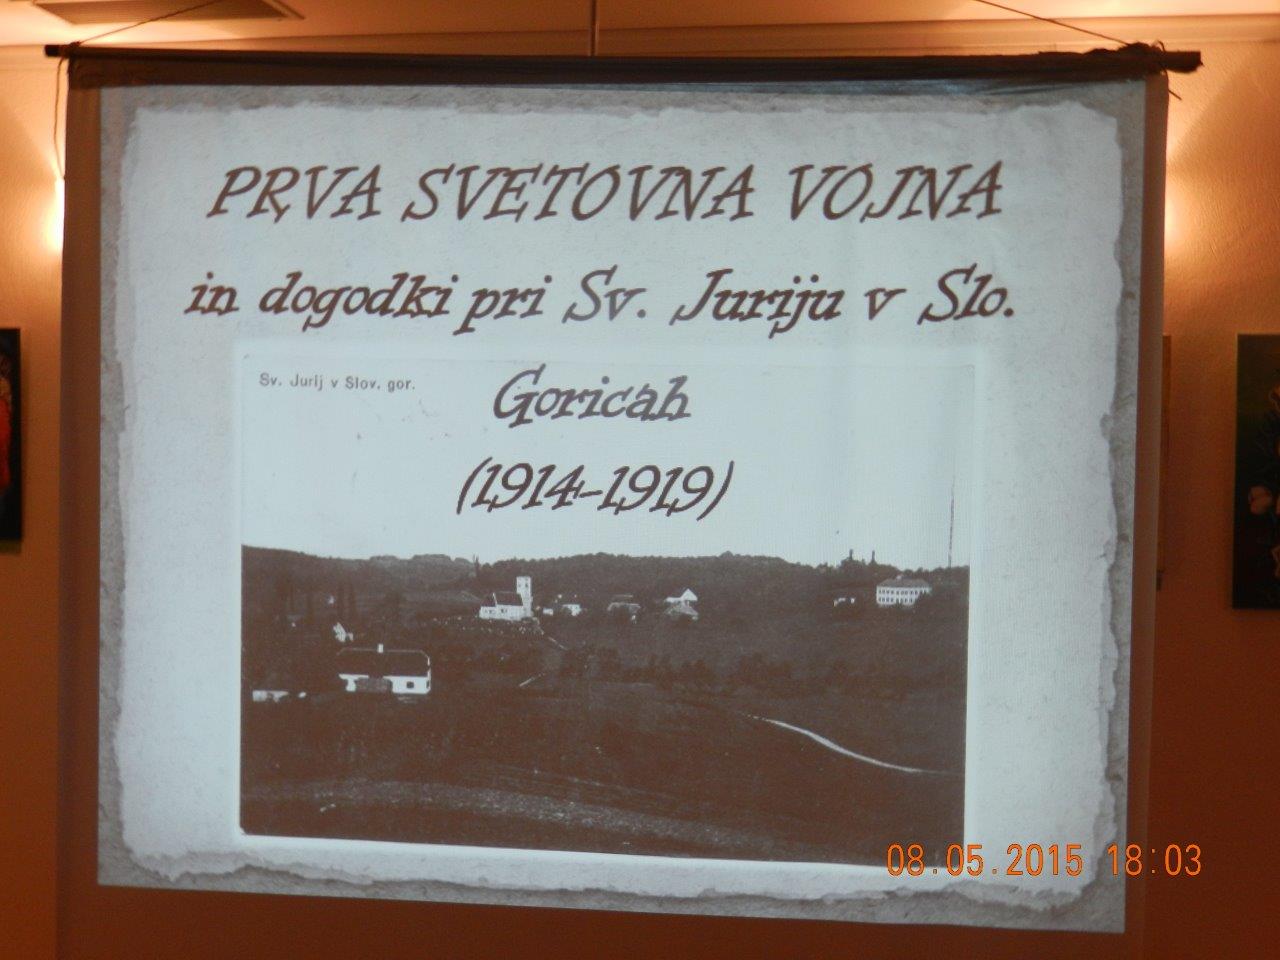 PRVA SVETOVNA VOJNA
in dogodki pri Sv. Juriju v Slo.
Goricah
(1914-1919)
Sv. Jurij v Slov. gor.
08.05.2015 18:03